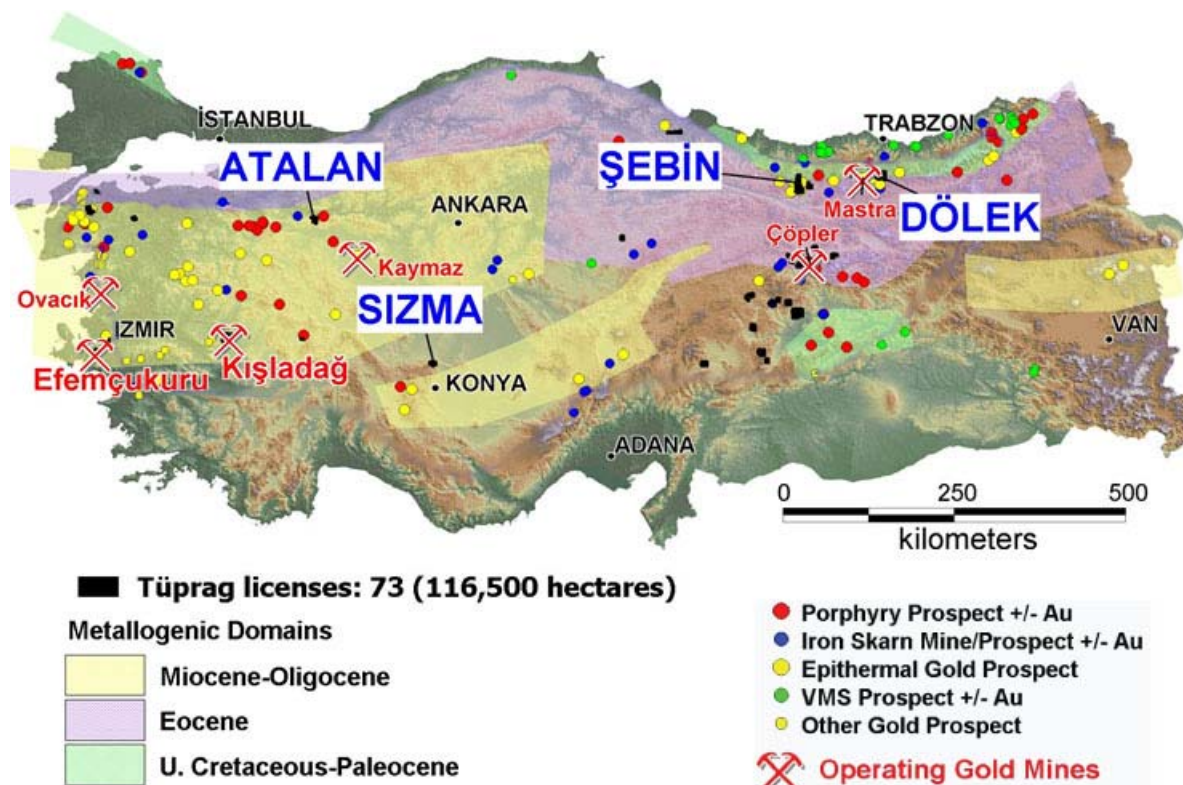 İSTANBUL
TRABZON
ATALAN
ŞEBİN
ANKARA
Mastra
DÖLEK
Çöpler
Kaymaz
Ovacık
SIZMA
IZMIR
VAN
Efemçukuru
Kışladağ
KONYA
ADANA
0 250 500
kilometers
Tüprag licenses: 73 (116,500 hectares)
Metallogenic Domains
Miocene-Oligocene
Eocene
U. Cretaceous-Paleocene
Porphyry Prospect +/- Au
Iron Skarn Mine/Prospect +/- Au
Epithermal Gold Prospect
VMS Prospect +/- Au
Other Gold Prospect
Operating Gold Mines